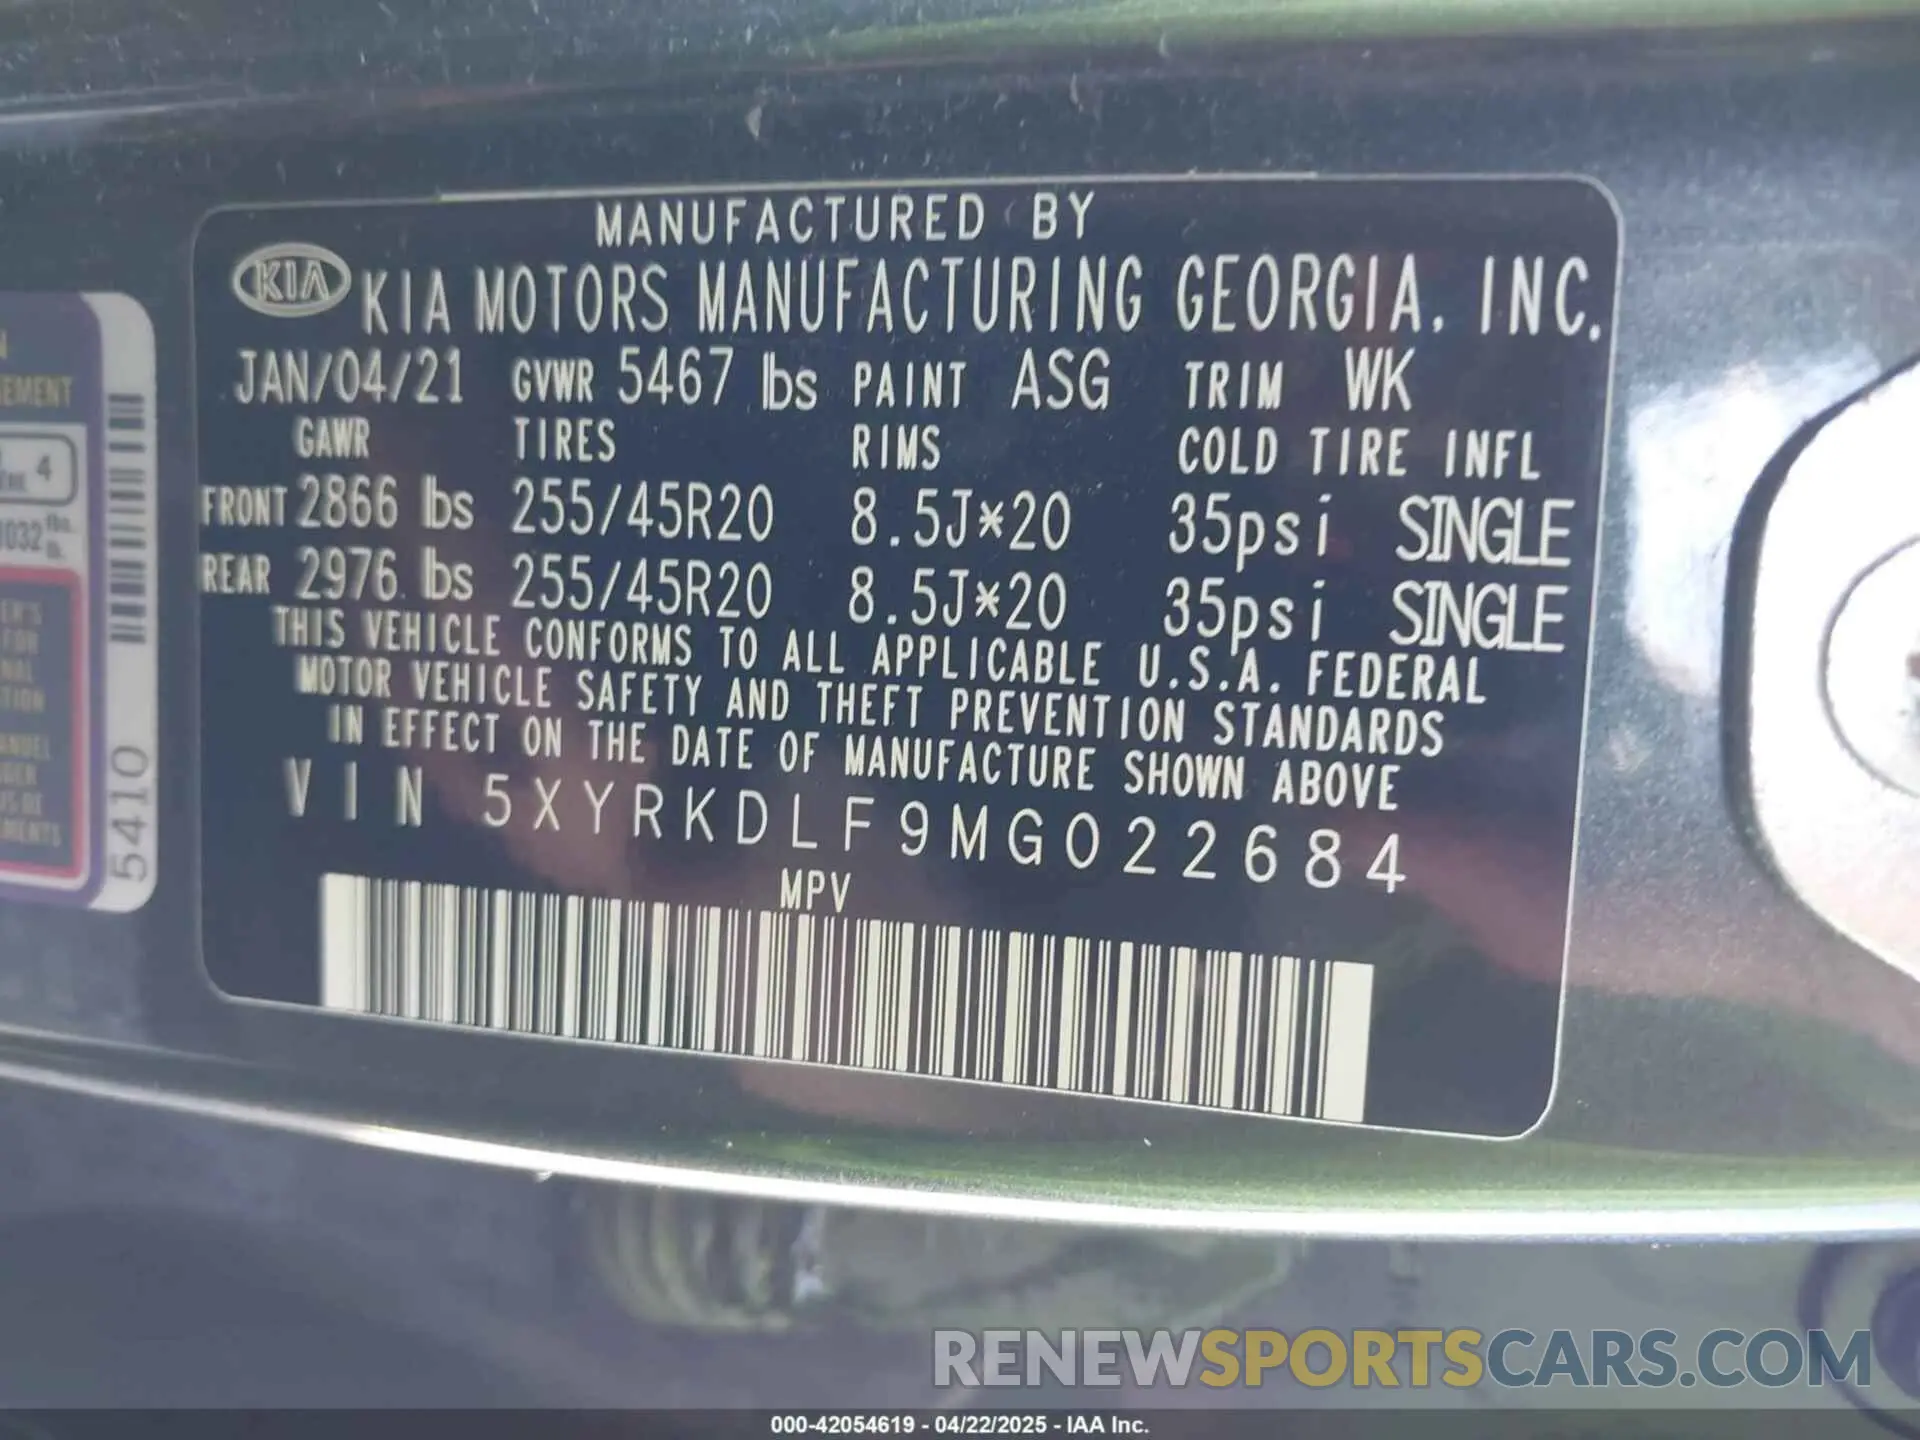 MANUFACTURED BY
KIA KIA MOTORS MANUFACTURING GEORGIA, INC.
JAN/04/21 GVWR 5467 lbs PAINT ASG TRIM WK
GAWR TIRES RIMS COLD TIRE INFL
FRONT 2866 lbs 255/45R20 8.5J*20 35psi SINGLE
REAR 2976 lbs 255/45R20 8.5J*20 35psi SINGLE
THIS VEHICLE CONFORMS TO ALL APPLICABLE U.S.A. FEDERAL
MOTOR VEHICLE SAFETY AND THEFT PREVENTION STANDARDS
IN EFFECT ON THE DATE OF MANUFACTURE SHOWN ABOVE
VIN 5XYRKDLF9MG022684
MPV
4
5410
RENEWSPORTSCARS.COM
000-42054619 - 04/22/2025 - IAA Inc.